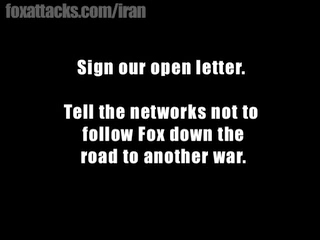 foxattacks.com/iran
Sign our open letter.
Tell the networks not to
follow Fox down the
road to another war.